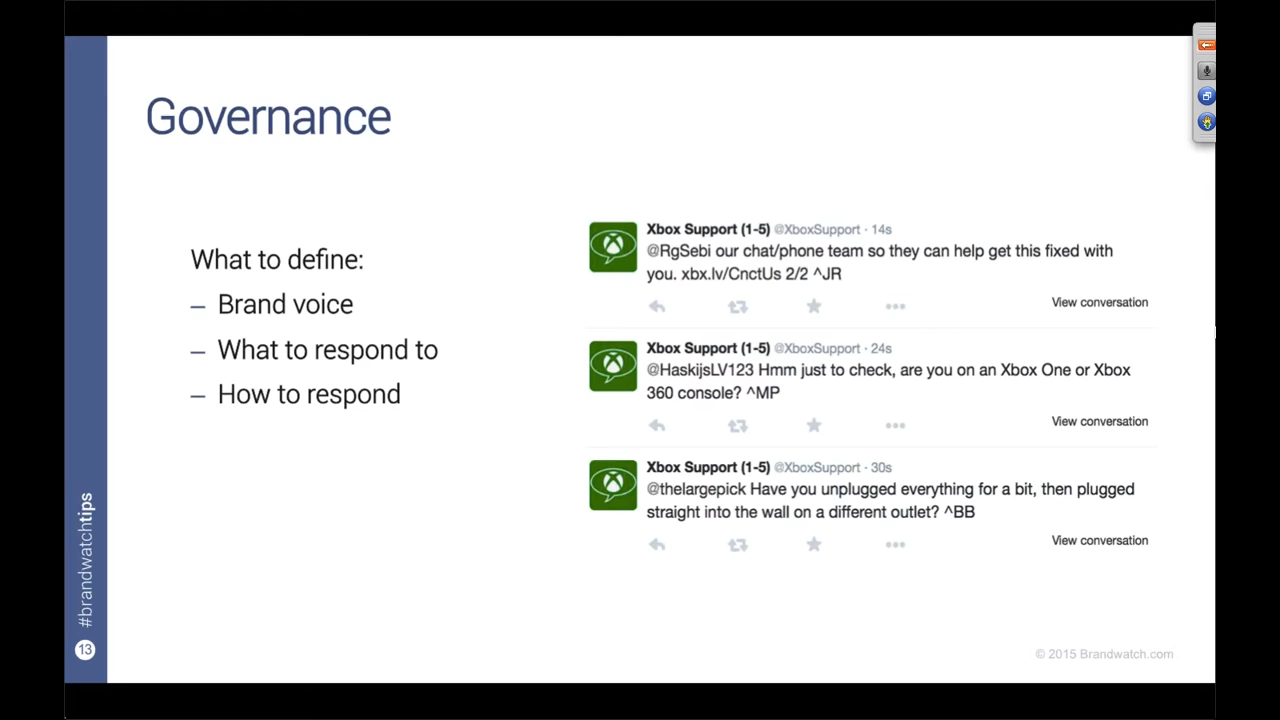 Governance
What to define:
– Brand voice
– What to respond to
– How to respond
Xbox Support (1-5) @XboxSupport · 14s
@RgSebi our chat/phone team so they can help get this fixed with
you. xbx.lv/CnctUs 2/2 ^JR
View conversation
Xbox Support (1-5) @XboxSupport · 24s
@HaskijsLV123 Hmm just to check, are you on an Xbox One or Xbox
360 console? ^MP
View conversation
Xbox Support (1-5) @XboxSupport · 30s
@thelargepick Have you unplugged everything for a bit, then plugged
straight into the wall on a different outlet? ^BB
View conversation
#brandwatchtips
13
© 2015 Brandwatch.com